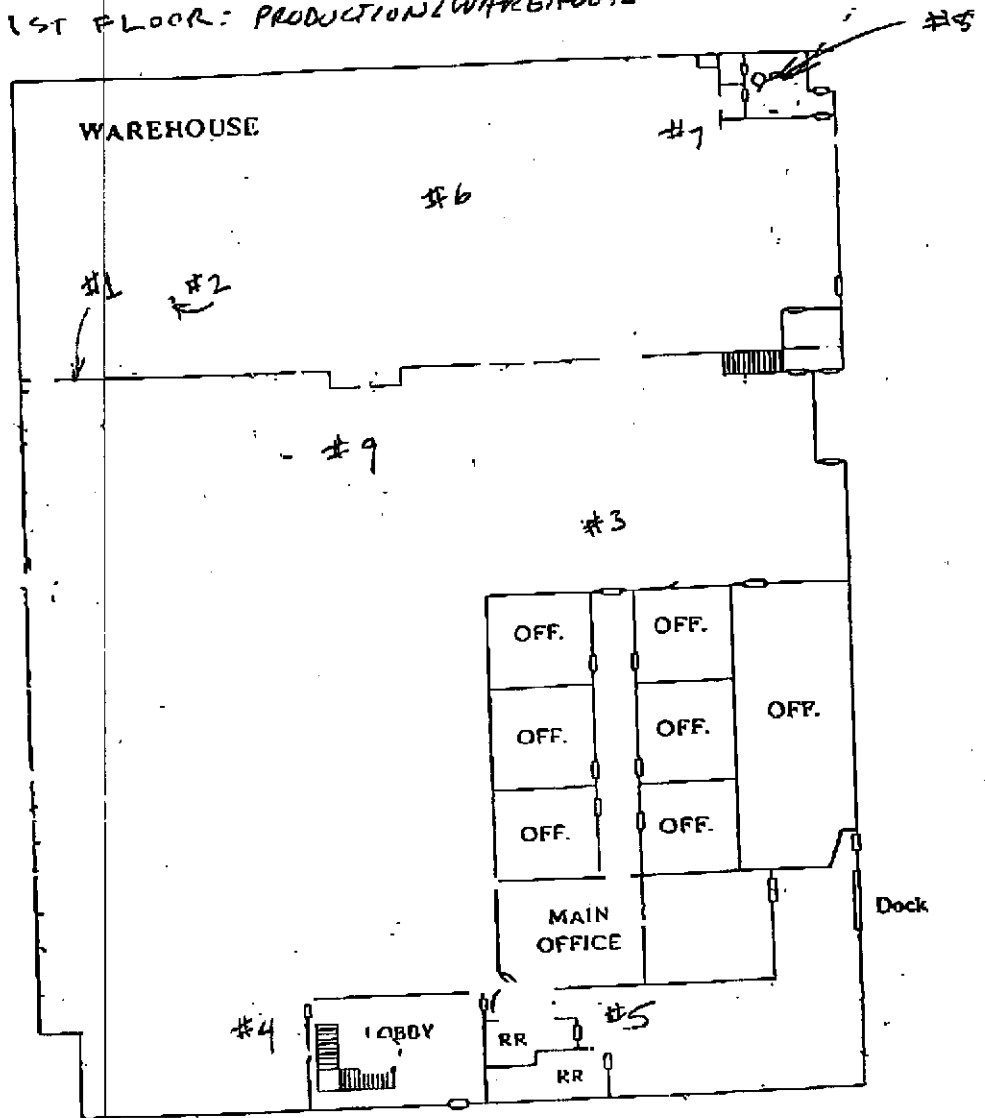 1ST FLOOR: PRODUCTION/WAREHOUSE
#8
WAREHOUSE
#7
#6
#1
#2
#9
#3
OFF.
OFF.
OFF.
OFF.
OFF.
OFF.
OFF.
MAIN
OFFICE
Dock
#4
LOBBY
RR
#5
RR